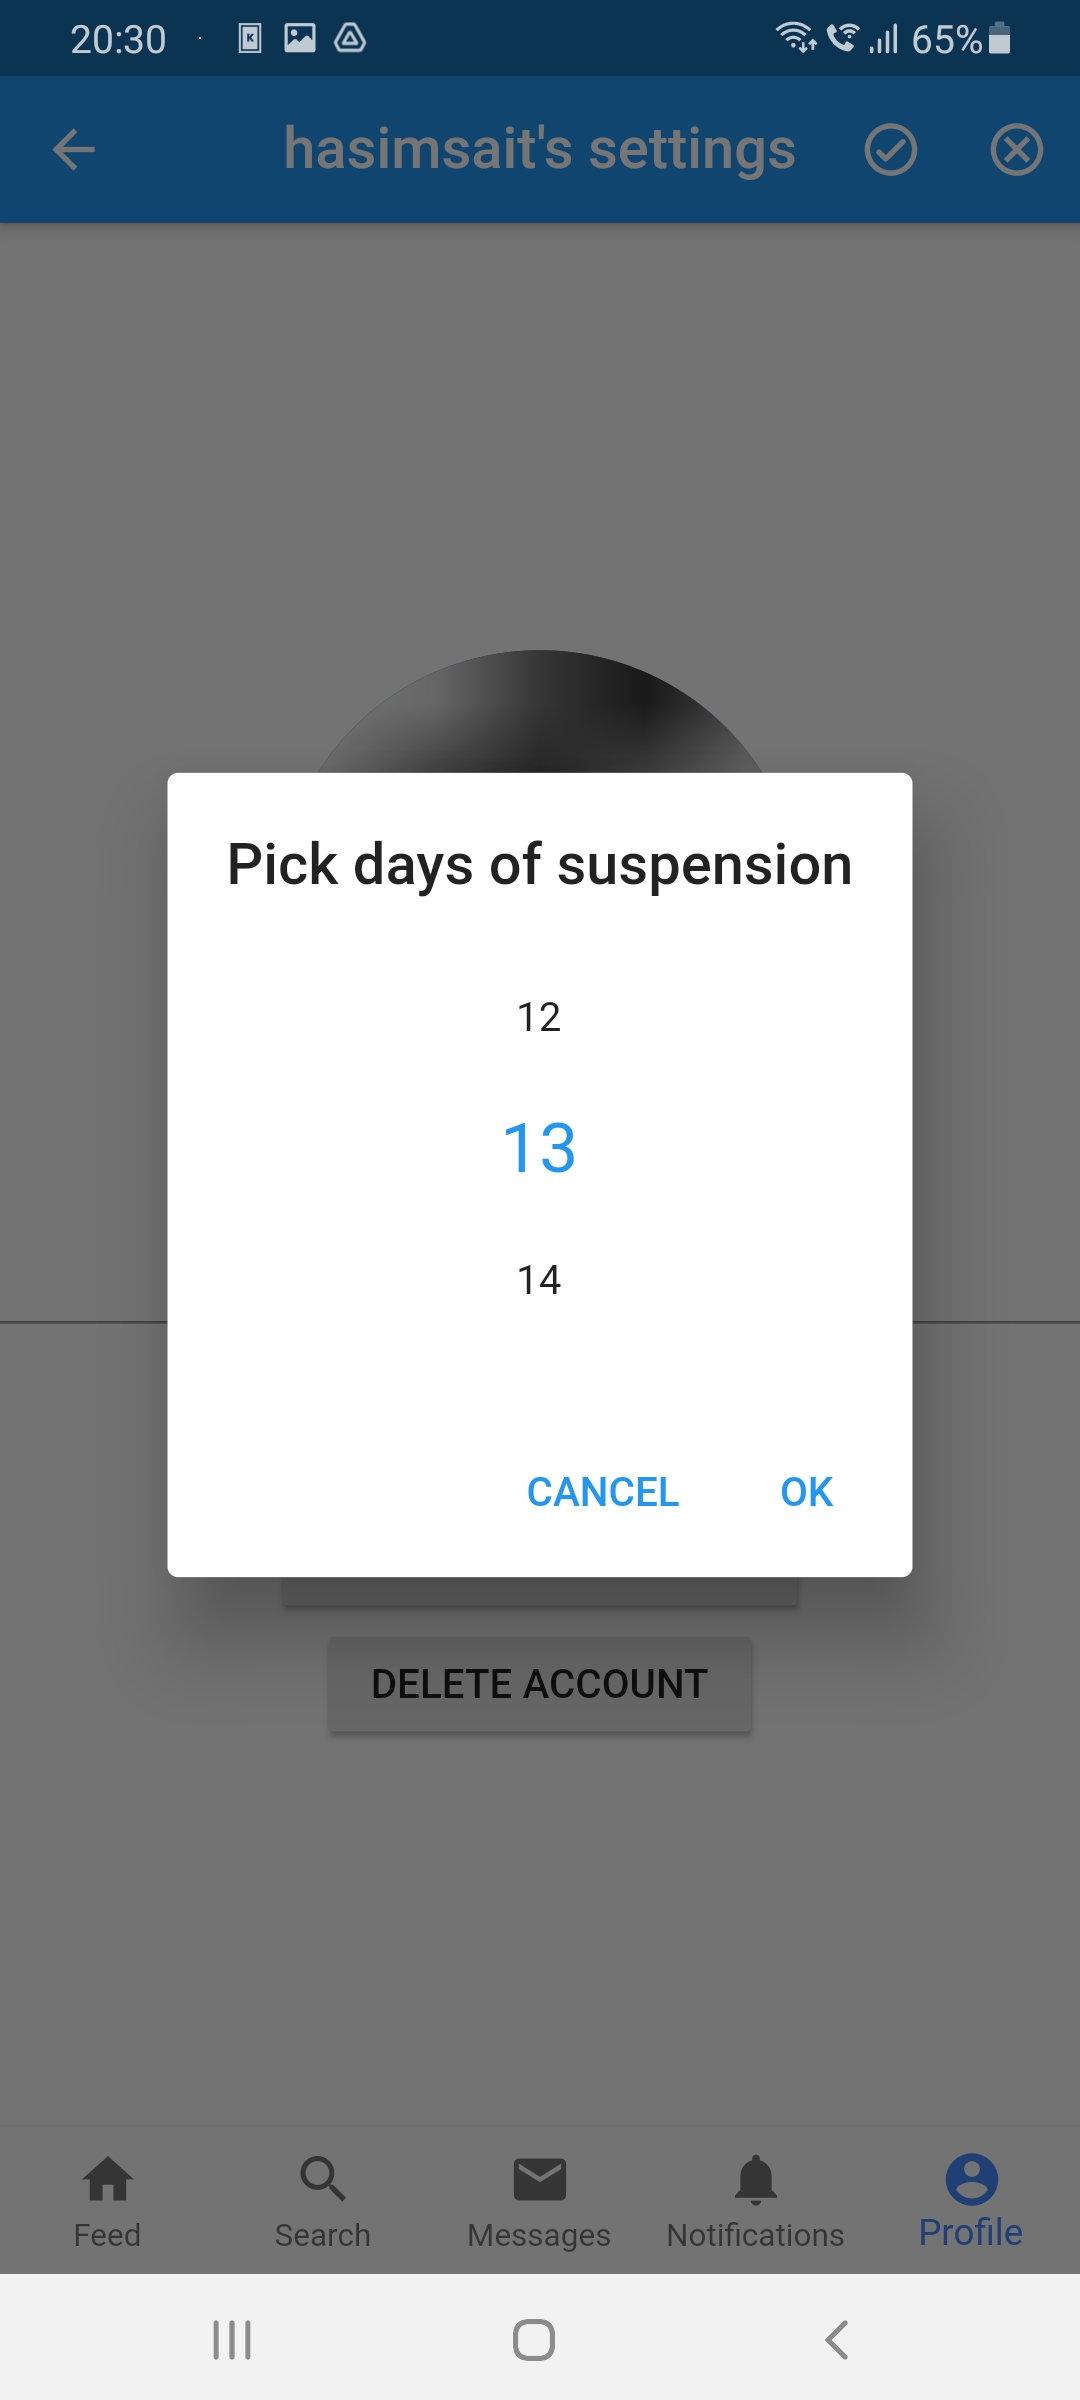 20:30
65%
hasimsait's settings
Pick days of suspension
12
13
14
CANCEL OK
DELETE ACCOUNT
Feed Search Messages Notifications Profile